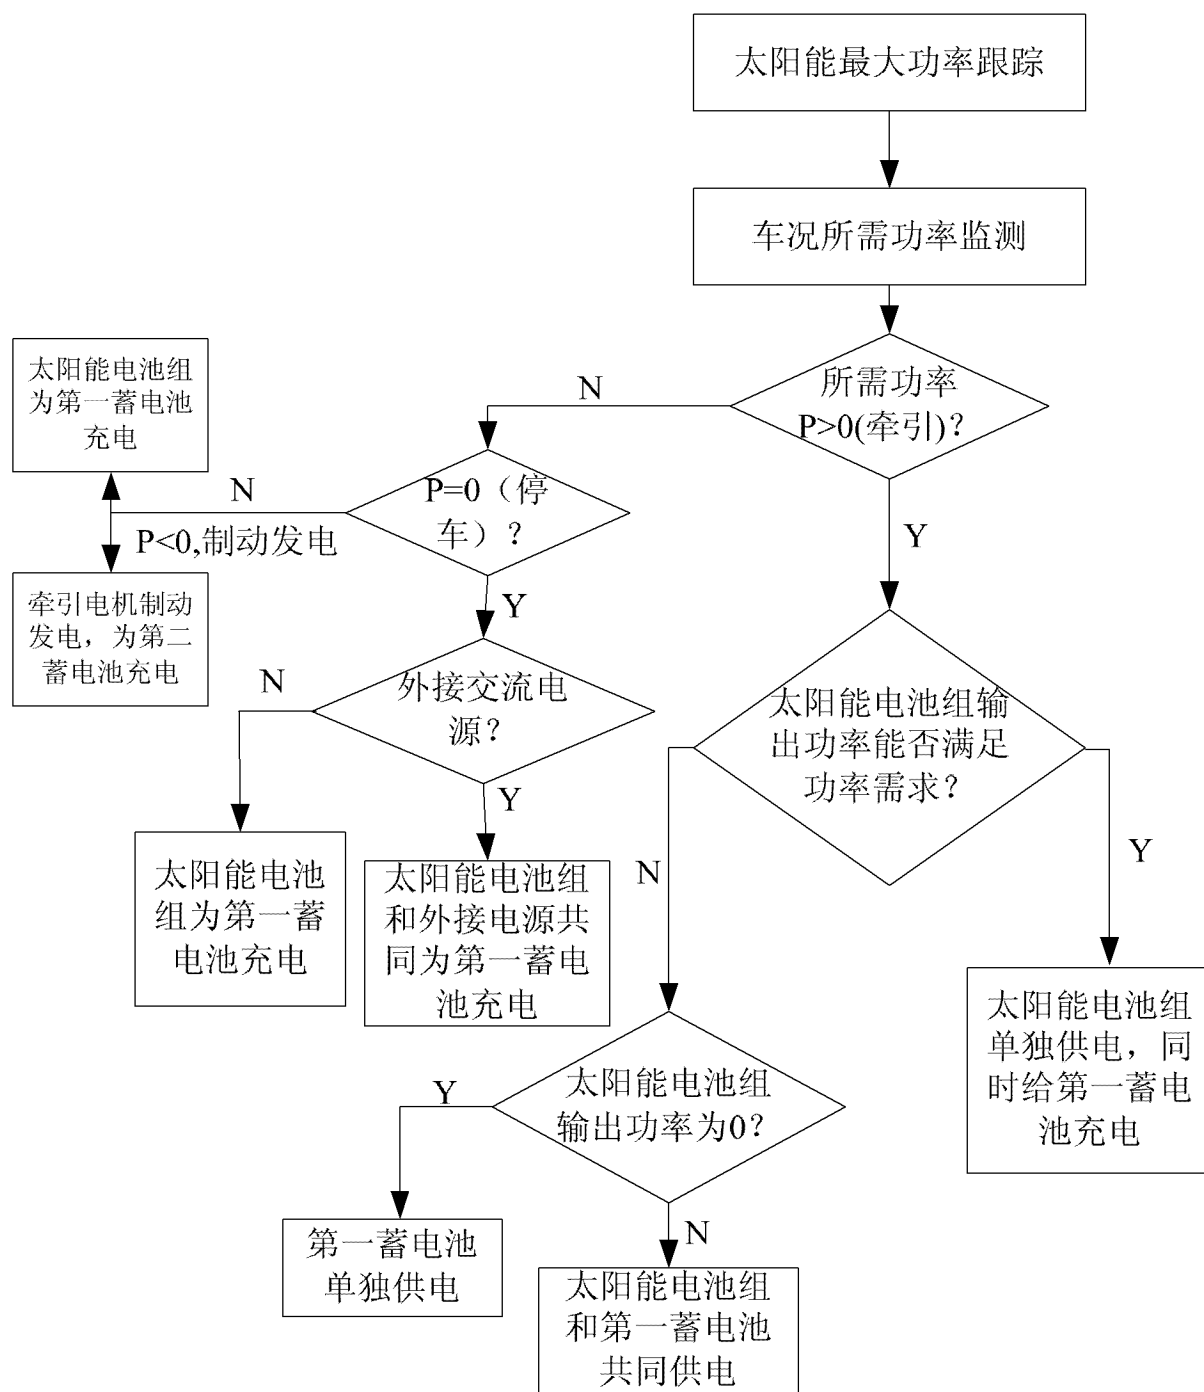 太阳能最大功率跟踪
车况所需功率监测
所需功率
P>0(牵引)?
N
Y
太阳能电池组
为第一蓄电池
充电
P=0（停
车）?
N
P<0,制动发电
牵引电机制动
发电，为第二
蓄电池充电
Y
外接交流电
源?
N
Y
太阳能电池
组为第一蓄
电池充电
太阳能电池组
和外接电源共
同为第一蓄电
池充电
太阳能电池组输
出功率能否满足
功率需求?
N
Y
太阳能电池组
单独供电，同
时给第一蓄电
池充电
太阳能电池组
输出功率为0?
Y
N
第一蓄电池
单独供电
太阳能电池组
和第一蓄电池
共同供电